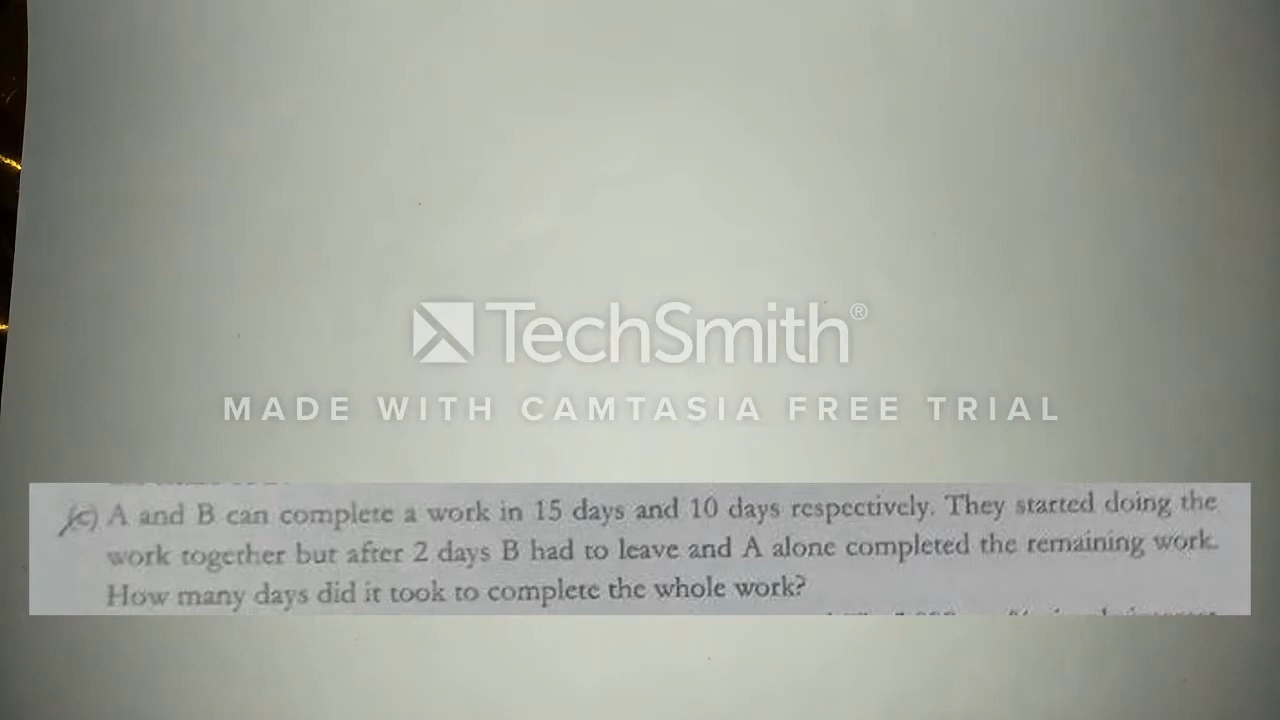 TechSmith®
MADE WITH CAMTASIA FREE TRIAL
(c) A and B can complete a work in 15 days and 10 days respectively. They started doing the
work together but after 2 days B had to leave and A alone completed the remaining work.
How many days did it took to complete the whole work?